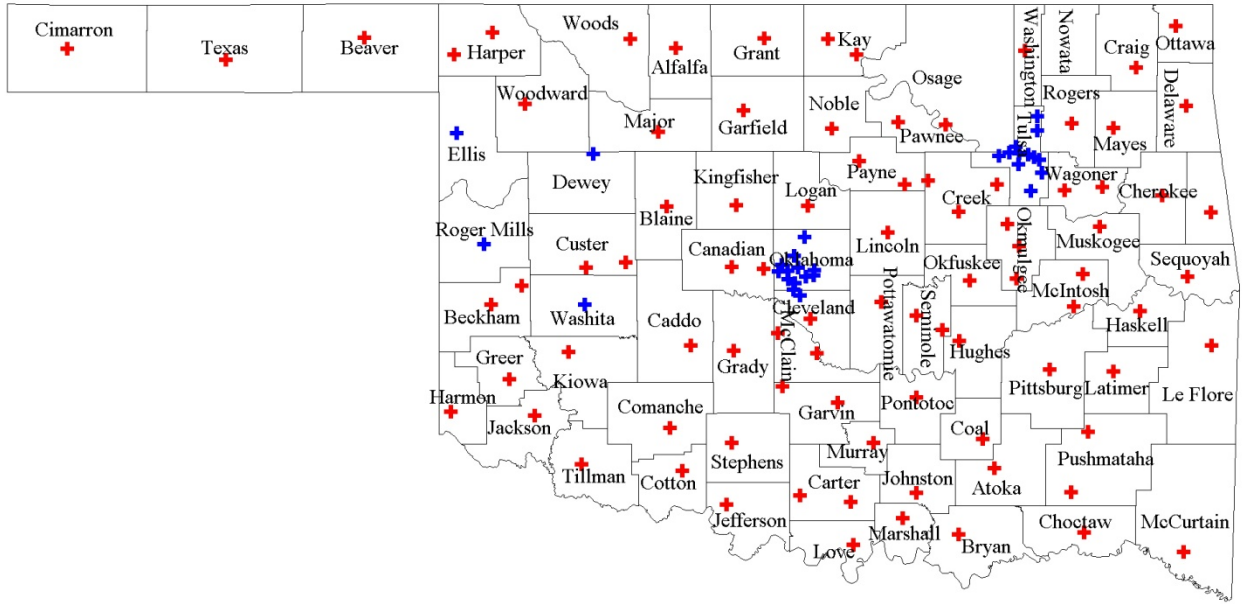 Cimarron
Texas
Beaver
Harper
Woods
Alfalfa
Grant
Kay
Osage
Washington
Nowata
Craig
Ottawa
Woodward
Major
Garfield
Noble
Pawnee
Tulsa
Rogers
Mayes
Delaware
Ellis
Dewey
Kingfisher
Logan
Payne
Creek
Wagoner
Cherokee
Roger Mills
Custer
Blaine
Canadian
Oklahoma
Lincoln
Okfuskee
Okmulgee
Muskogee
Sequoyah
Beckham
Washita
Caddo
Grady
McClain
Cleveland
Pottawatomie
Seminole
Hughes
McIntosh
Haskell
Greer
Kiowa
Harmon
Jackson
Comanche
Garvin
Pontotoc
Pittsburg
Latimer
Le Flore
Tillman
Cotton
Stephens
Murray
Coal
Carter
Johnston
Atoka
Pushmataha
Jefferson
Love
Marshall
Bryan
Choctaw
McCurtain